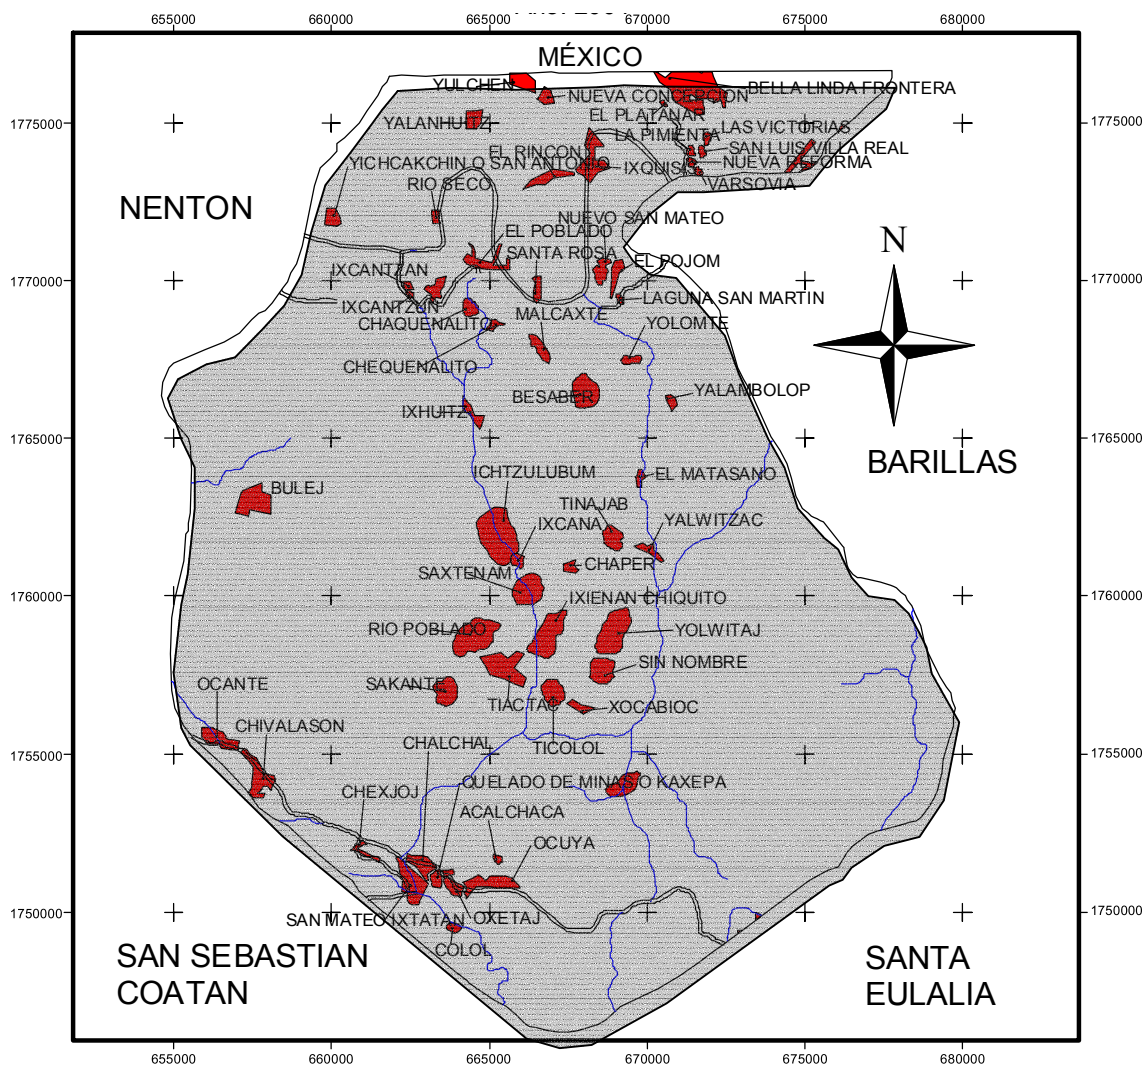 655000 660000 665000 670000 675000 680000
MÉXICO
YULCHEN
BELLA LINDA FRONTERA
NUEVA CONCEPCION
EL PLATANAR
1775000
YALANHUITZ
LA PIMIENTA
LAS VICTORIAS
1775000
EL RINCON
SAN LUIS VILLA REAL
YICHCAKCHIN O SAN ANTONIO
IXQUISIS
NUEVA REFORMA
RIO SECO
VARSOVIA
NENTON
NUEVO SAN MATEO
EL POBLADO
N
SANTA ROSA
EL POJOM
IXCANTZAN
1770000
1770000
IXCANTZUN
LAGUNA SAN MARTIN
CHAQUENALITO
MALCAXTE
YOLOMTE
CHEQUENALITO
BESABER
YALAMBOLOP
IXHUITZ
1765000
1765000
BARILLAS
ICHTZULUBUM
EL MATASANO
BULEJ
TINAJAB
IXCANA
YALWITZAC
SAXTENAM
CHAPER
1760000
IXIENAN CHIQUITO
1760000
RIO POBLADO
YOLWITAJ
SIN NOMBRE
OCANTE
SAKANTE
TIACTAC
XOCABIOC
CHIVALASON
CHALCHAL
TICOLOL
1755000
1755000
QUELADO DE MINAS O KAXEPA
CHEXJOJ
ACALCHACA
OCUYA
1750000
1750000
SAN MATEO IXTATAN
OXETAJ
COLOL
SAN SEBASTIAN
COATAN
SANTA
EULALIA
655000 660000 665000 670000 675000 680000